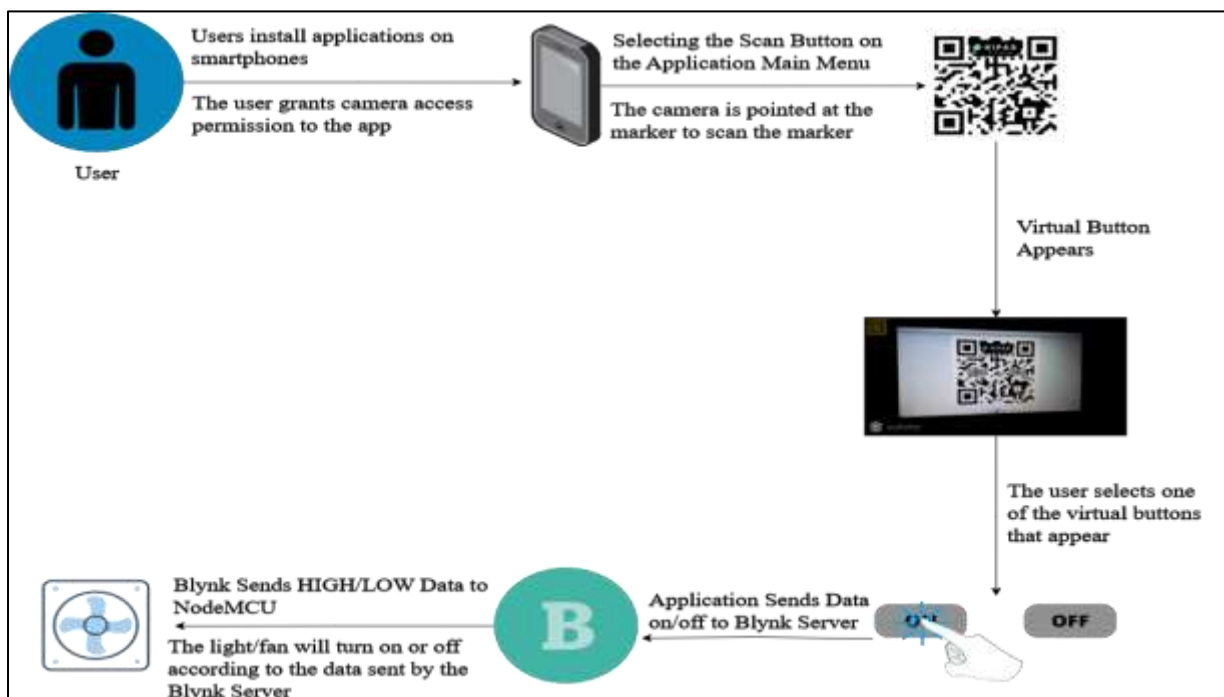 Users install applications on
smartphones
The user grants camera access
permission to the app
User
Selecting the Scan Button on
the Application Main Menu
The camera is pointed at the
marker to scan the marker
Virtual Button
Appears
The user selects one
of the virtual buttons
that appear
OFF
Application Sends Data
on/off to Blynk Server
B
Blynk Sends HIGH/LOW Data to
NodeMCU
The light/fan will turn on or off
according to the data sent by the
Blynk Server